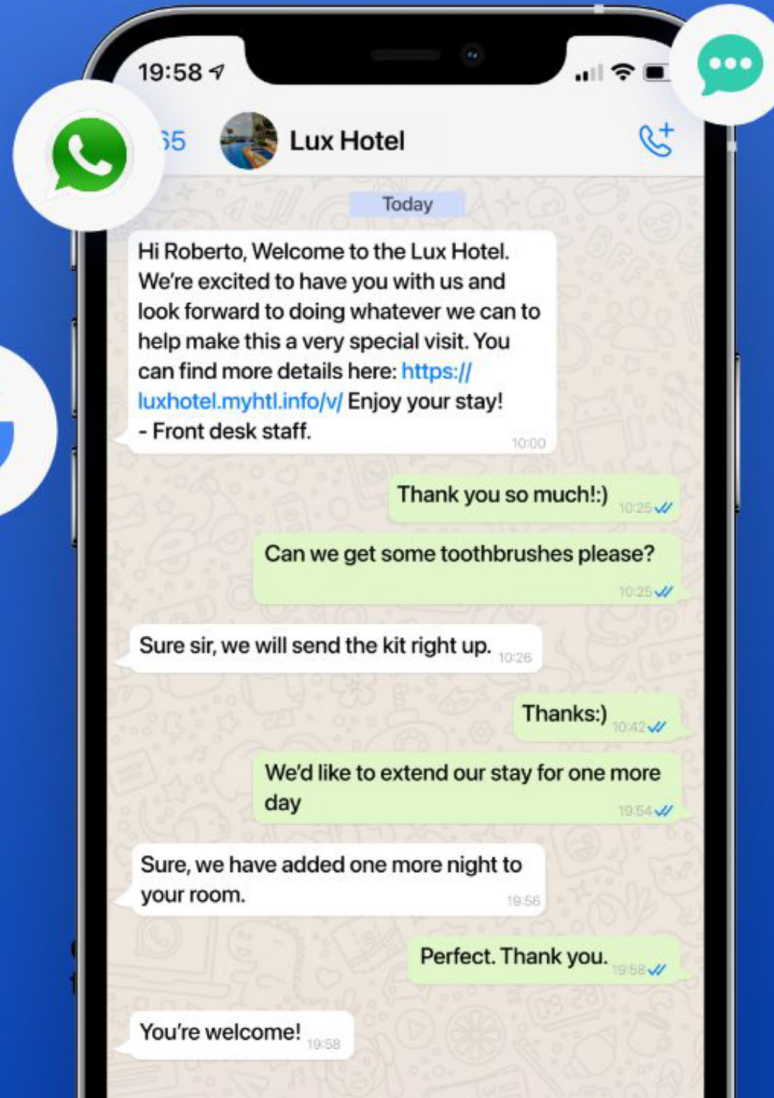 19:58
65
Lux Hotel
Today
Hi Roberto, Welcome to the Lux Hotel.
We're excited to have you with us and
look forward to doing whatever we can to
help make this a very special visit. You
can find more details here: https://
luxhotel.myhtl.info/v/ Enjoy your stay!
- Front desk staff.
10:00
Thank you so much!:) 10:25
Can we get some toothbrushes please?
10:25
Sure sir, we will send the kit right up. 10:26
Thanks:) 10:42
We'd like to extend our stay for one more
day 19:54
Sure, we have added one more night to
your room. 19:56
Perfect. Thank you. 19:58
You're welcome! 19:58